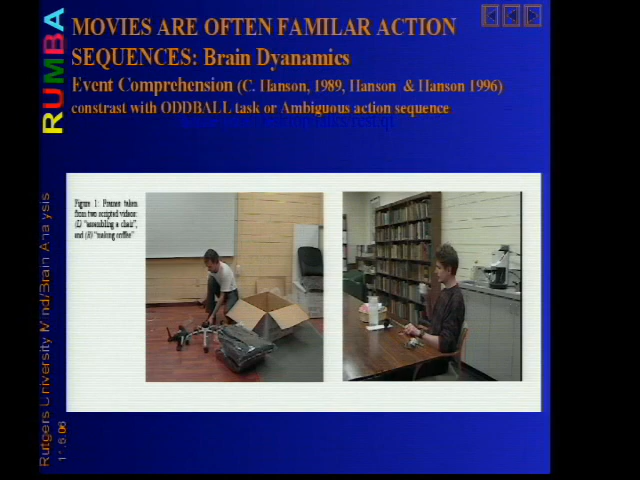 MOVIES ARE OFTEN FAMILAR ACTION
SEQUENCES: Brain Dyanamics
Event Comprehension (C. Hanson, 1989, Hanson & Hanson 1996)
constrast with ODDBALL task or Ambiguous action sequence
RUMBA
Rutgers University Mind/Brain Analysis
Figure 1: Frames taken
from two scripted videos:
(L) "assembling a chair",
and (R) "making coffee"